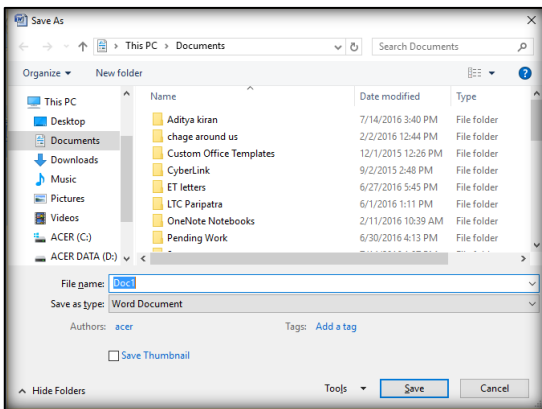 Save As
This PC > Documents
Search Documents
Organize
New folder
This PC
Desktop
Documents
Downloads
Music
Pictures
Videos
ACER (C:)
ACER DATA (D:)
Name Date modified Type
Aditya kiran 7/14/2016 3:40 PM File folder
chage around us 2/2/2016 12:44 PM File folder
Custom Office Templates 12/1/2015 12:26 PM File folder
CyberLink 9/2/2015 2:48 PM File folder
ET letters 6/27/2016 5:45 PM File folder
LTC Paripatra 6/1/2016 1:11 PM File folder
OneNote Notebooks 2/11/2016 10:39 AM File folder
Pending Work 6/30/2016 4:13 PM File folder
File name: Doc1
Save as type: Word Document
Authors: acer Tags: Add a tag
Save Thumbnail
Hide Folders Tools Save Cancel